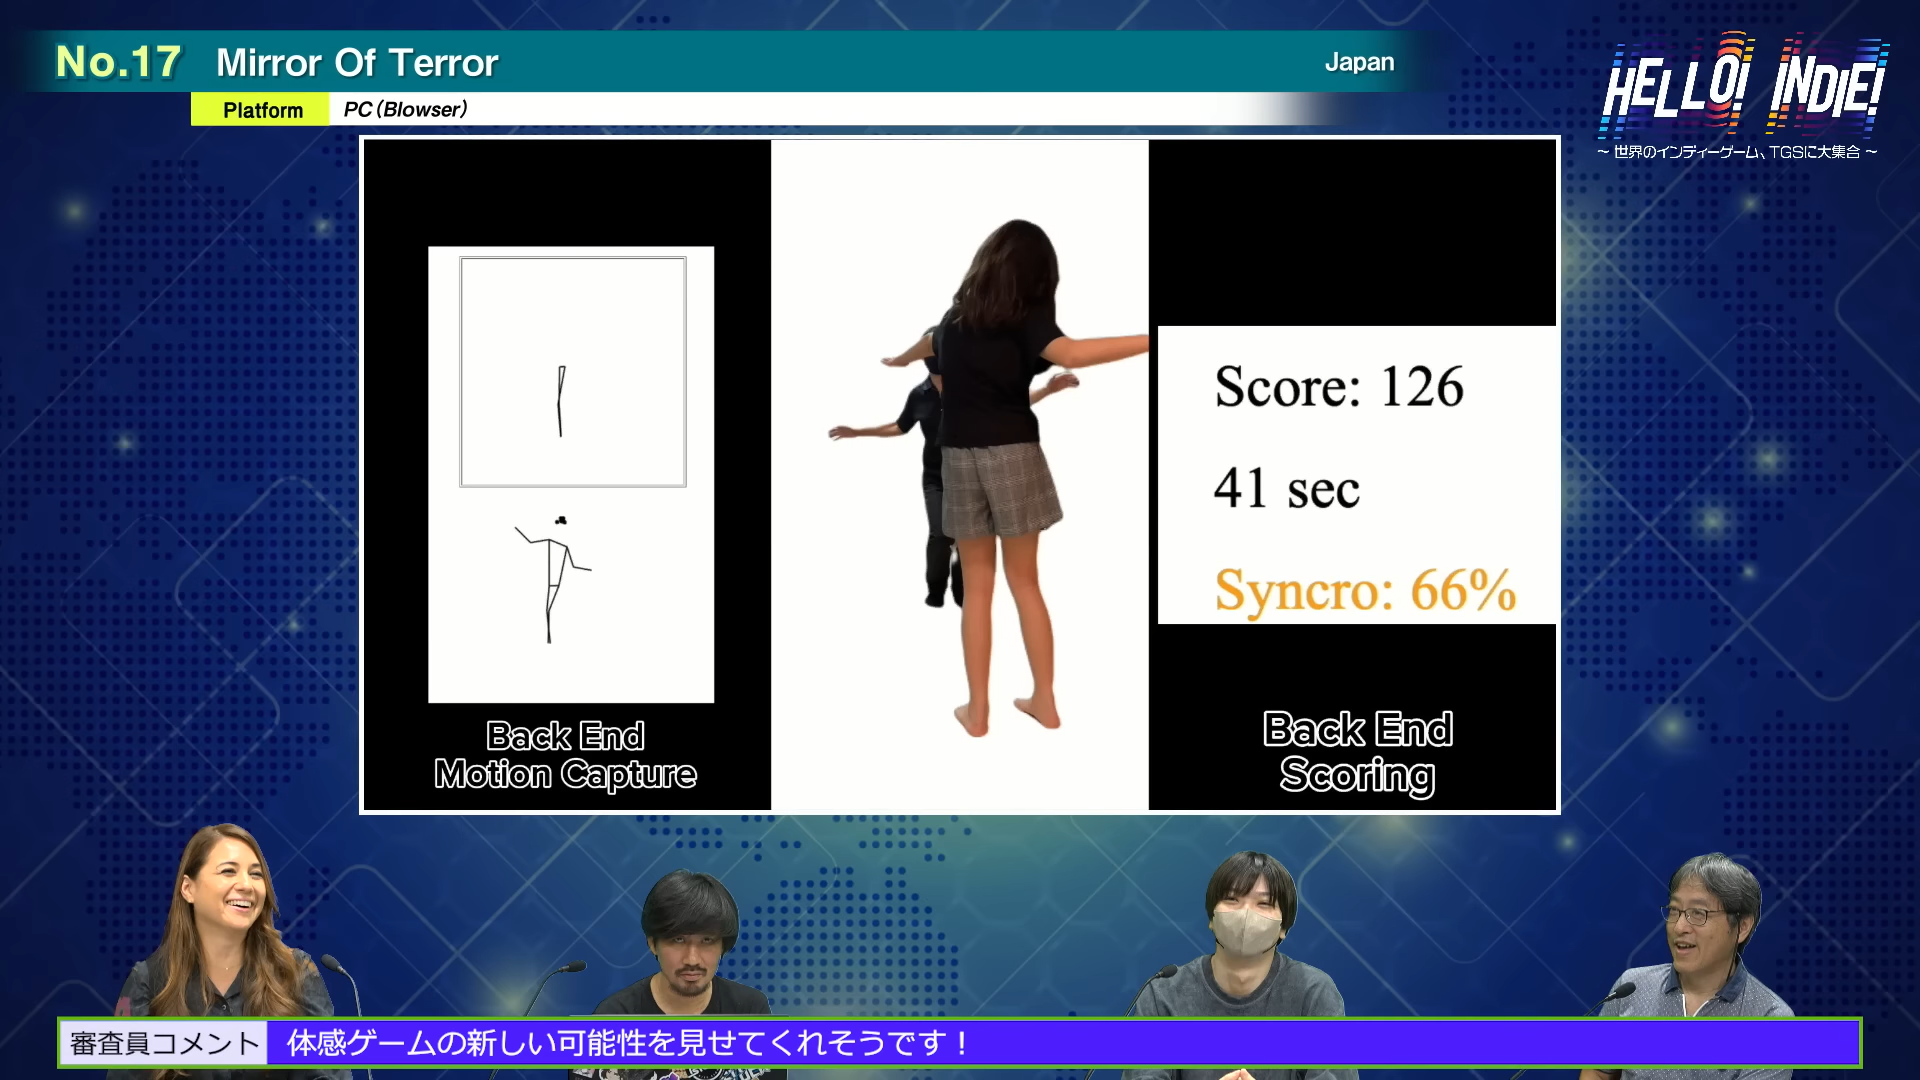 No.17 Mirror Of Terror Japan
Platform PC(Blowser)
HELLO! INDIE!
～ 世界のインディーゲーム、TGSに大集合 ～
Back End
Motion Capture
Score: 126
41 sec
Syncro: 66%
Back End
Scoring
審査員コメント 体感ゲームの新しい可能性を見せてくれそうです！